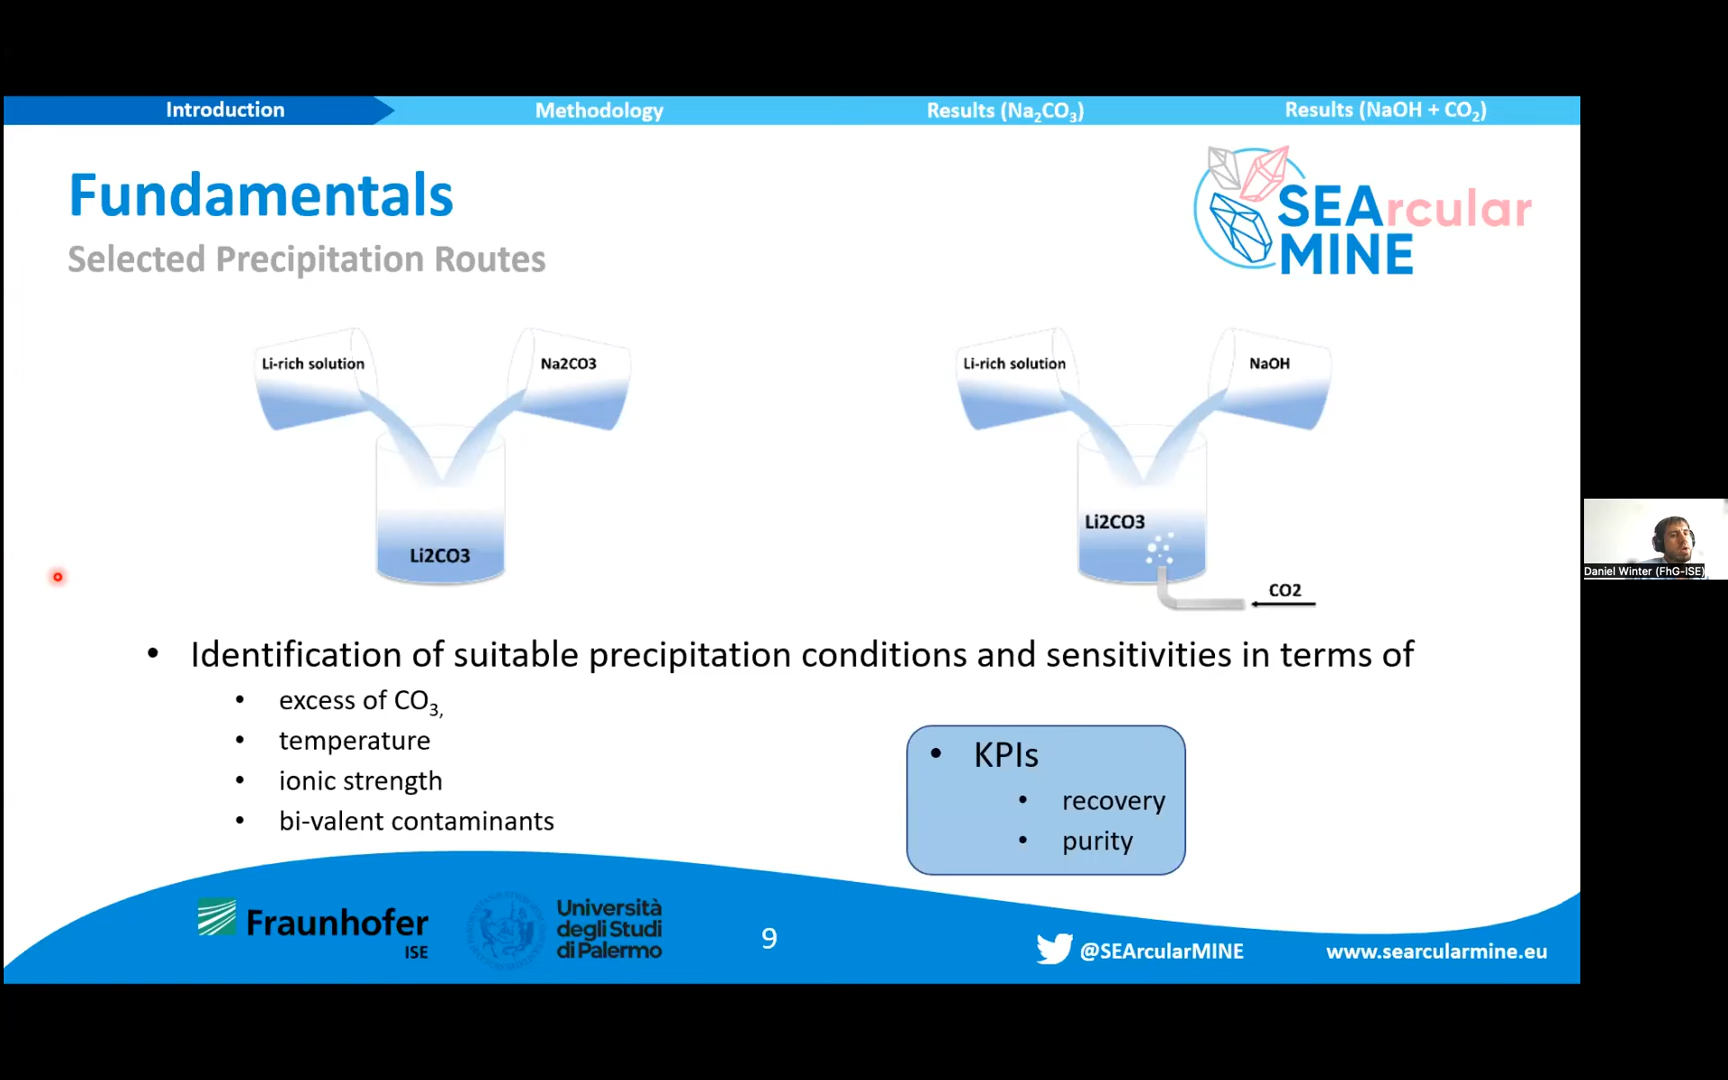 Introduction
Methodology
Results (Na₂CO₃)
Results (NaOH + CO₂)
Fundamentals
Selected Precipitation Routes
SEArcular
MINE
Li-rich solution
Na2CO3
Li2CO3
Li-rich solution
NaOH
Li2CO3
CO2
Daniel Winter (FhG-ISE)
• Identification of suitable precipitation conditions and sensitivities in terms of
• excess of CO₃,
• temperature
• ionic strength
• bi-valent contaminants
• KPIs
• recovery
• purity
Fraunhofer
ISE
Università
degli Studi
di Palermo
9
@SEArcularMINE
www.searcularmine.eu